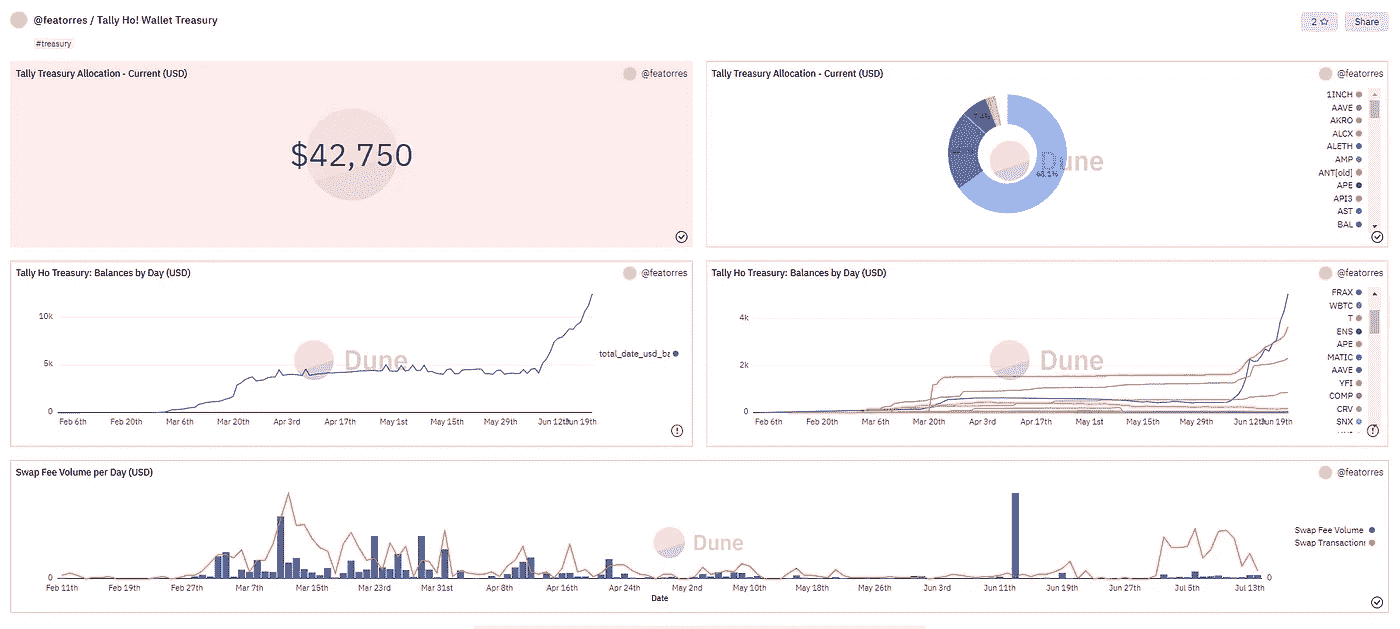 @featorres / Tally Ho! Wallet Treasury
2
Share
#treasury
Tally Treasury Allocation - Current (USD)
@featorres
$42,750
Tally Treasury Allocation - Current (USD)
@featorres
Dune
68.1%
1INCH
AAVE
AKRO
ALCX
ALETH
AMP
ANT[old]
APE
API3
AST
BAL
Tally Ho Treasury: Balances by Day (USD)
@featorres
10k
5k
0
Dune
total_date_usd_ba
Feb 6th Feb 20th Mar 6th Mar 20th Apr 3rd Apr 17th May 1st May 15th May 29th Jun 12th Jun 19th
Tally Ho Treasury: Balances by Day (USD)
@featorres
4k
2k
0
Dune
FRAX
WBTC
T
ENS
APE
MATIC
AAVE
YFI
COMP
CRV
SNX
Feb 6th Feb 20th Mar 6th Mar 20th Apr 3rd Apr 17th May 1st May 15th May 29th Jun 12th Jun 19th
Swap Fee Volume per Day (USD)
@featorres
Dune
Swap Fee Volume
Swap Transactions
0
0
Feb 11th Feb 19th Feb 27th Mar 7th Mar 15th Mar 23rd Mar 31st Apr 8th Apr 16th Apr 24th May 2nd May 10th May 18th May 26th Jun 3rd Jun 11th Jun 19th Jun 27th Jul 5th Jul 13th
Date